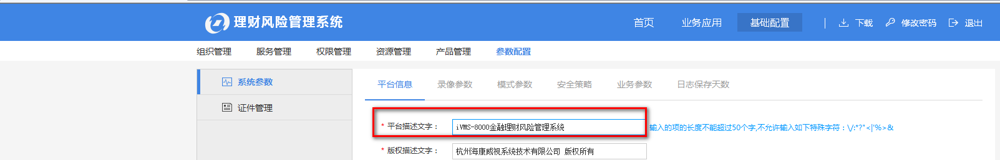 理财风险管理系统 首页 业务应用 基础配置 下载 修改密码 退出
组织管理 服务管理 权限管理 资源管理 产品管理 参数配置
系统参数
证件管理
平台信息 录像参数 模式参数 安全策略 业务参数 日志保存天数
* 平台描述文字： iVMS-8000金融理财风险管理系统 输入的项的长度不能超过50个字,不允许输入如下特殊字符：\/:*?"<|'%>&
* 版权描述文字： 杭州海康威视系统技术有限公司 版权所有